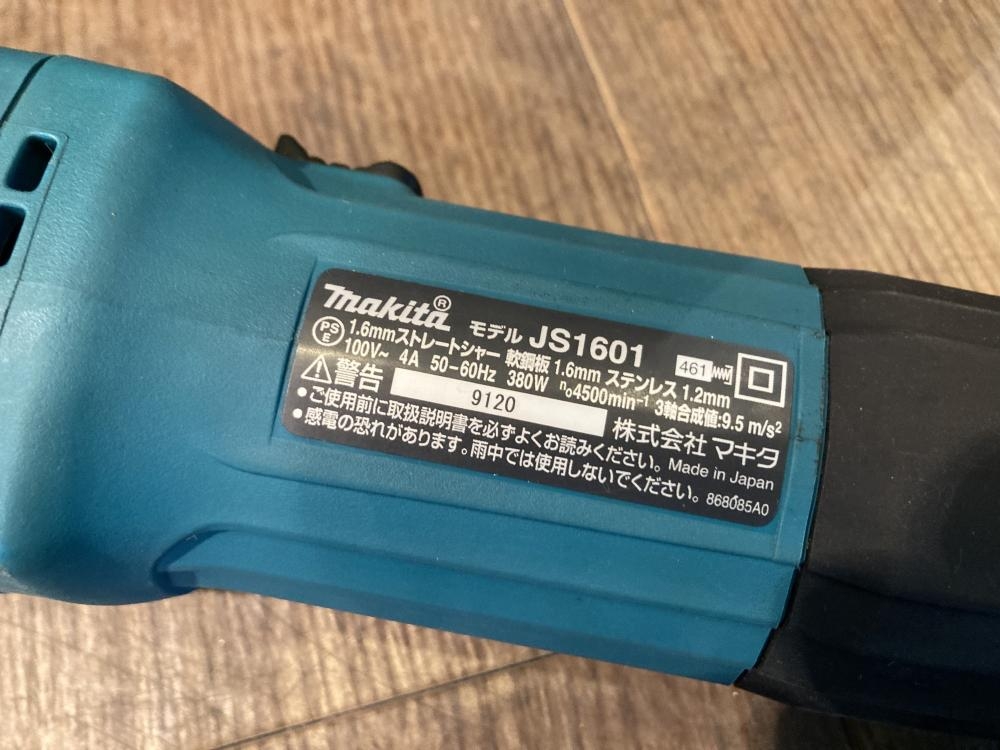 makita® モデル JS1601
PSE 1.6mmストレートシャー 軟鋼板 1.6mm ステンレス 1.2mm 461
100V~ 4A 50-60Hz 380W n₀4500min⁻¹ 3軸合成値:9.5 m/s²
警告 9120 株式会社 マキタ
•ご使用前に取扱説明書を必ずよくお読みください。 Made in Japan
•感電の恐れがあります。雨中では使用しないでください。 868085A0